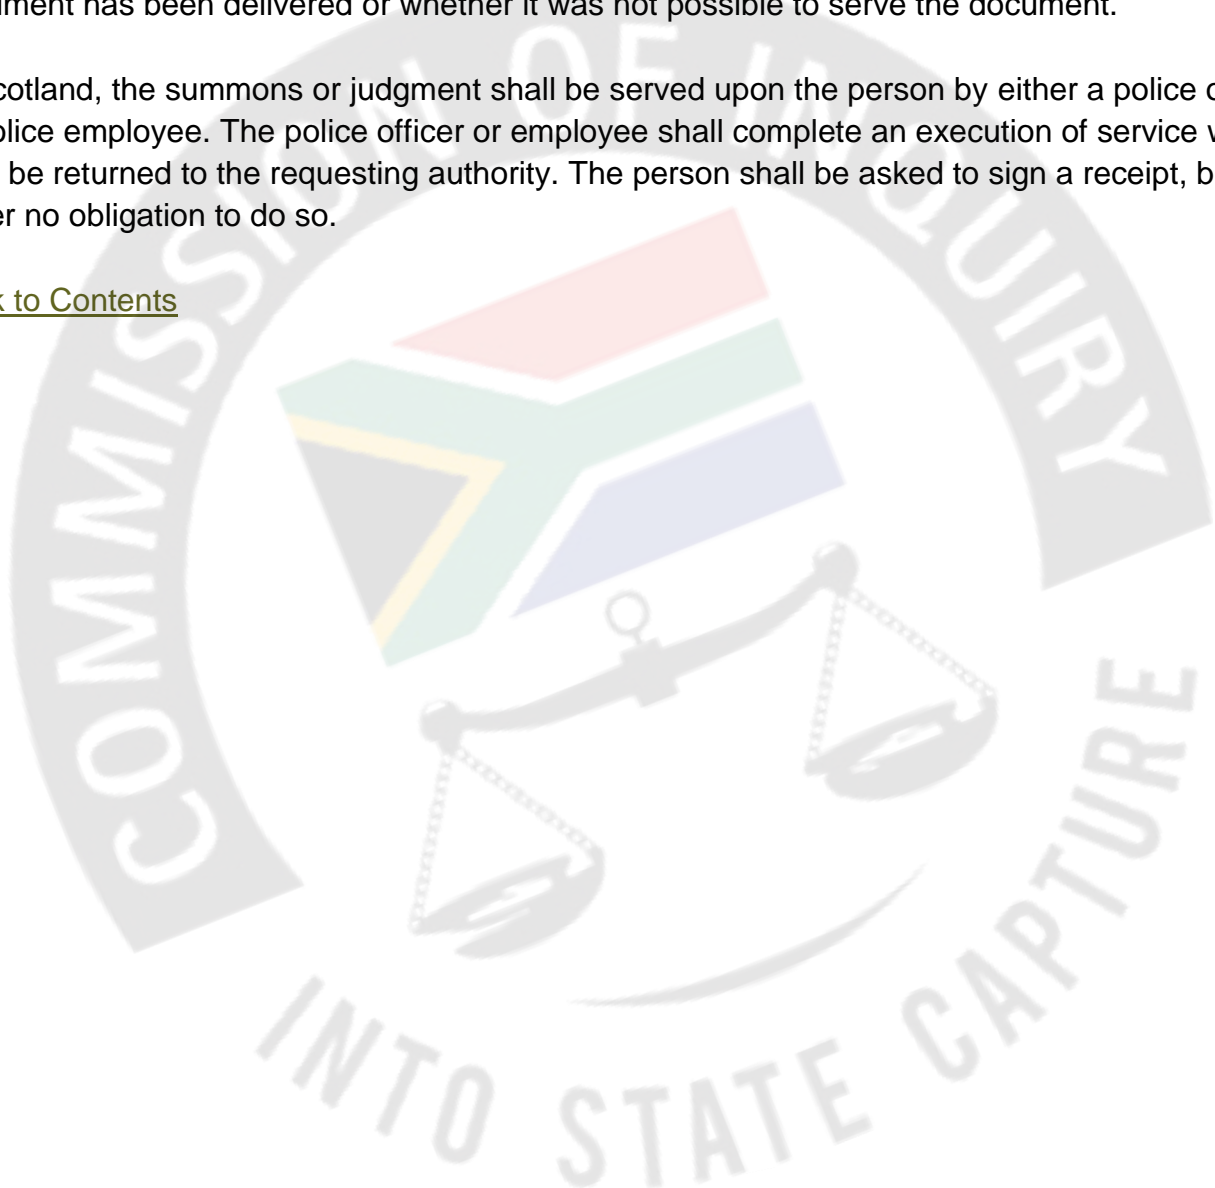 ument has been delivered or whether it was not possible to serve the document.
cotland, the summons or judgment shall be served upon the person by either a police o
olice employee. The police officer or employee shall complete an execution of service w
be returned to the requesting authority. The person shall be asked to sign a receipt, b
er no obligation to do so.
k to Contents
COMMISSION OF INQUIRY
INTO STATE CAPTURE